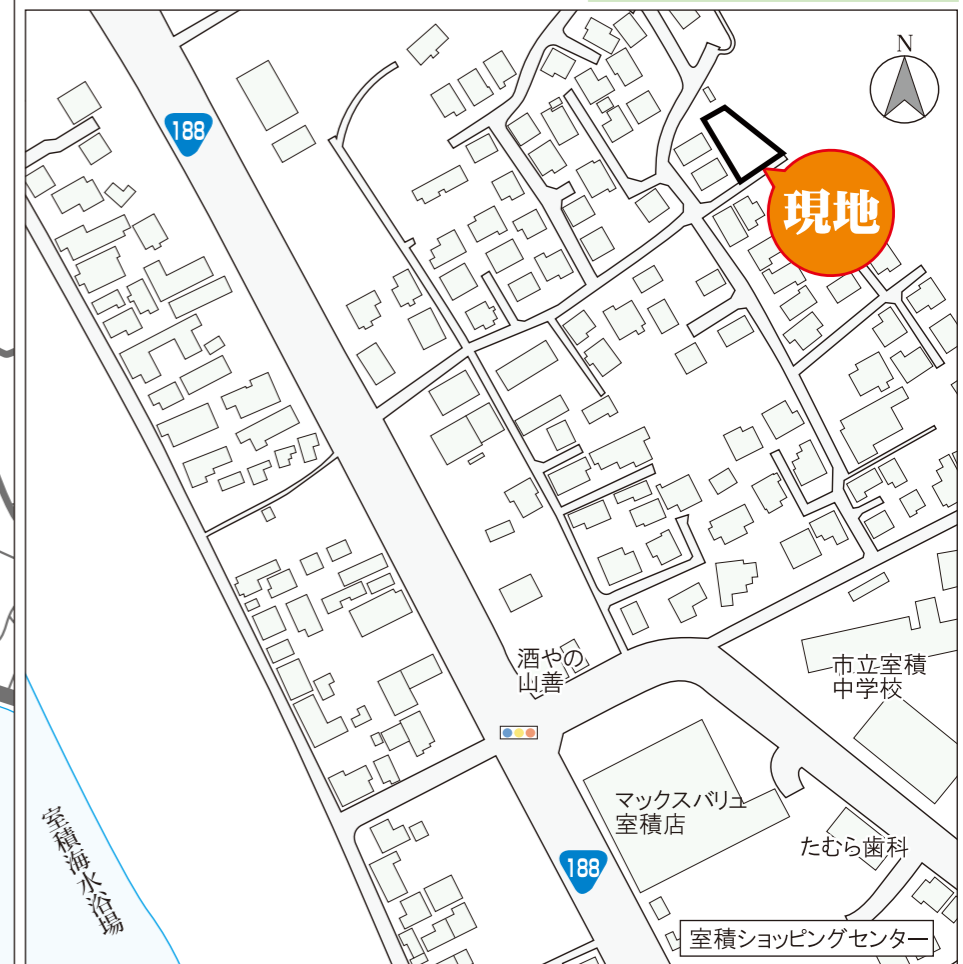 N
188
現地
酒やの
山善
市立室積
中学校
マックスバリュ
室積店
たむら歯科
室積海水浴場
188
室積ショッピングセンター